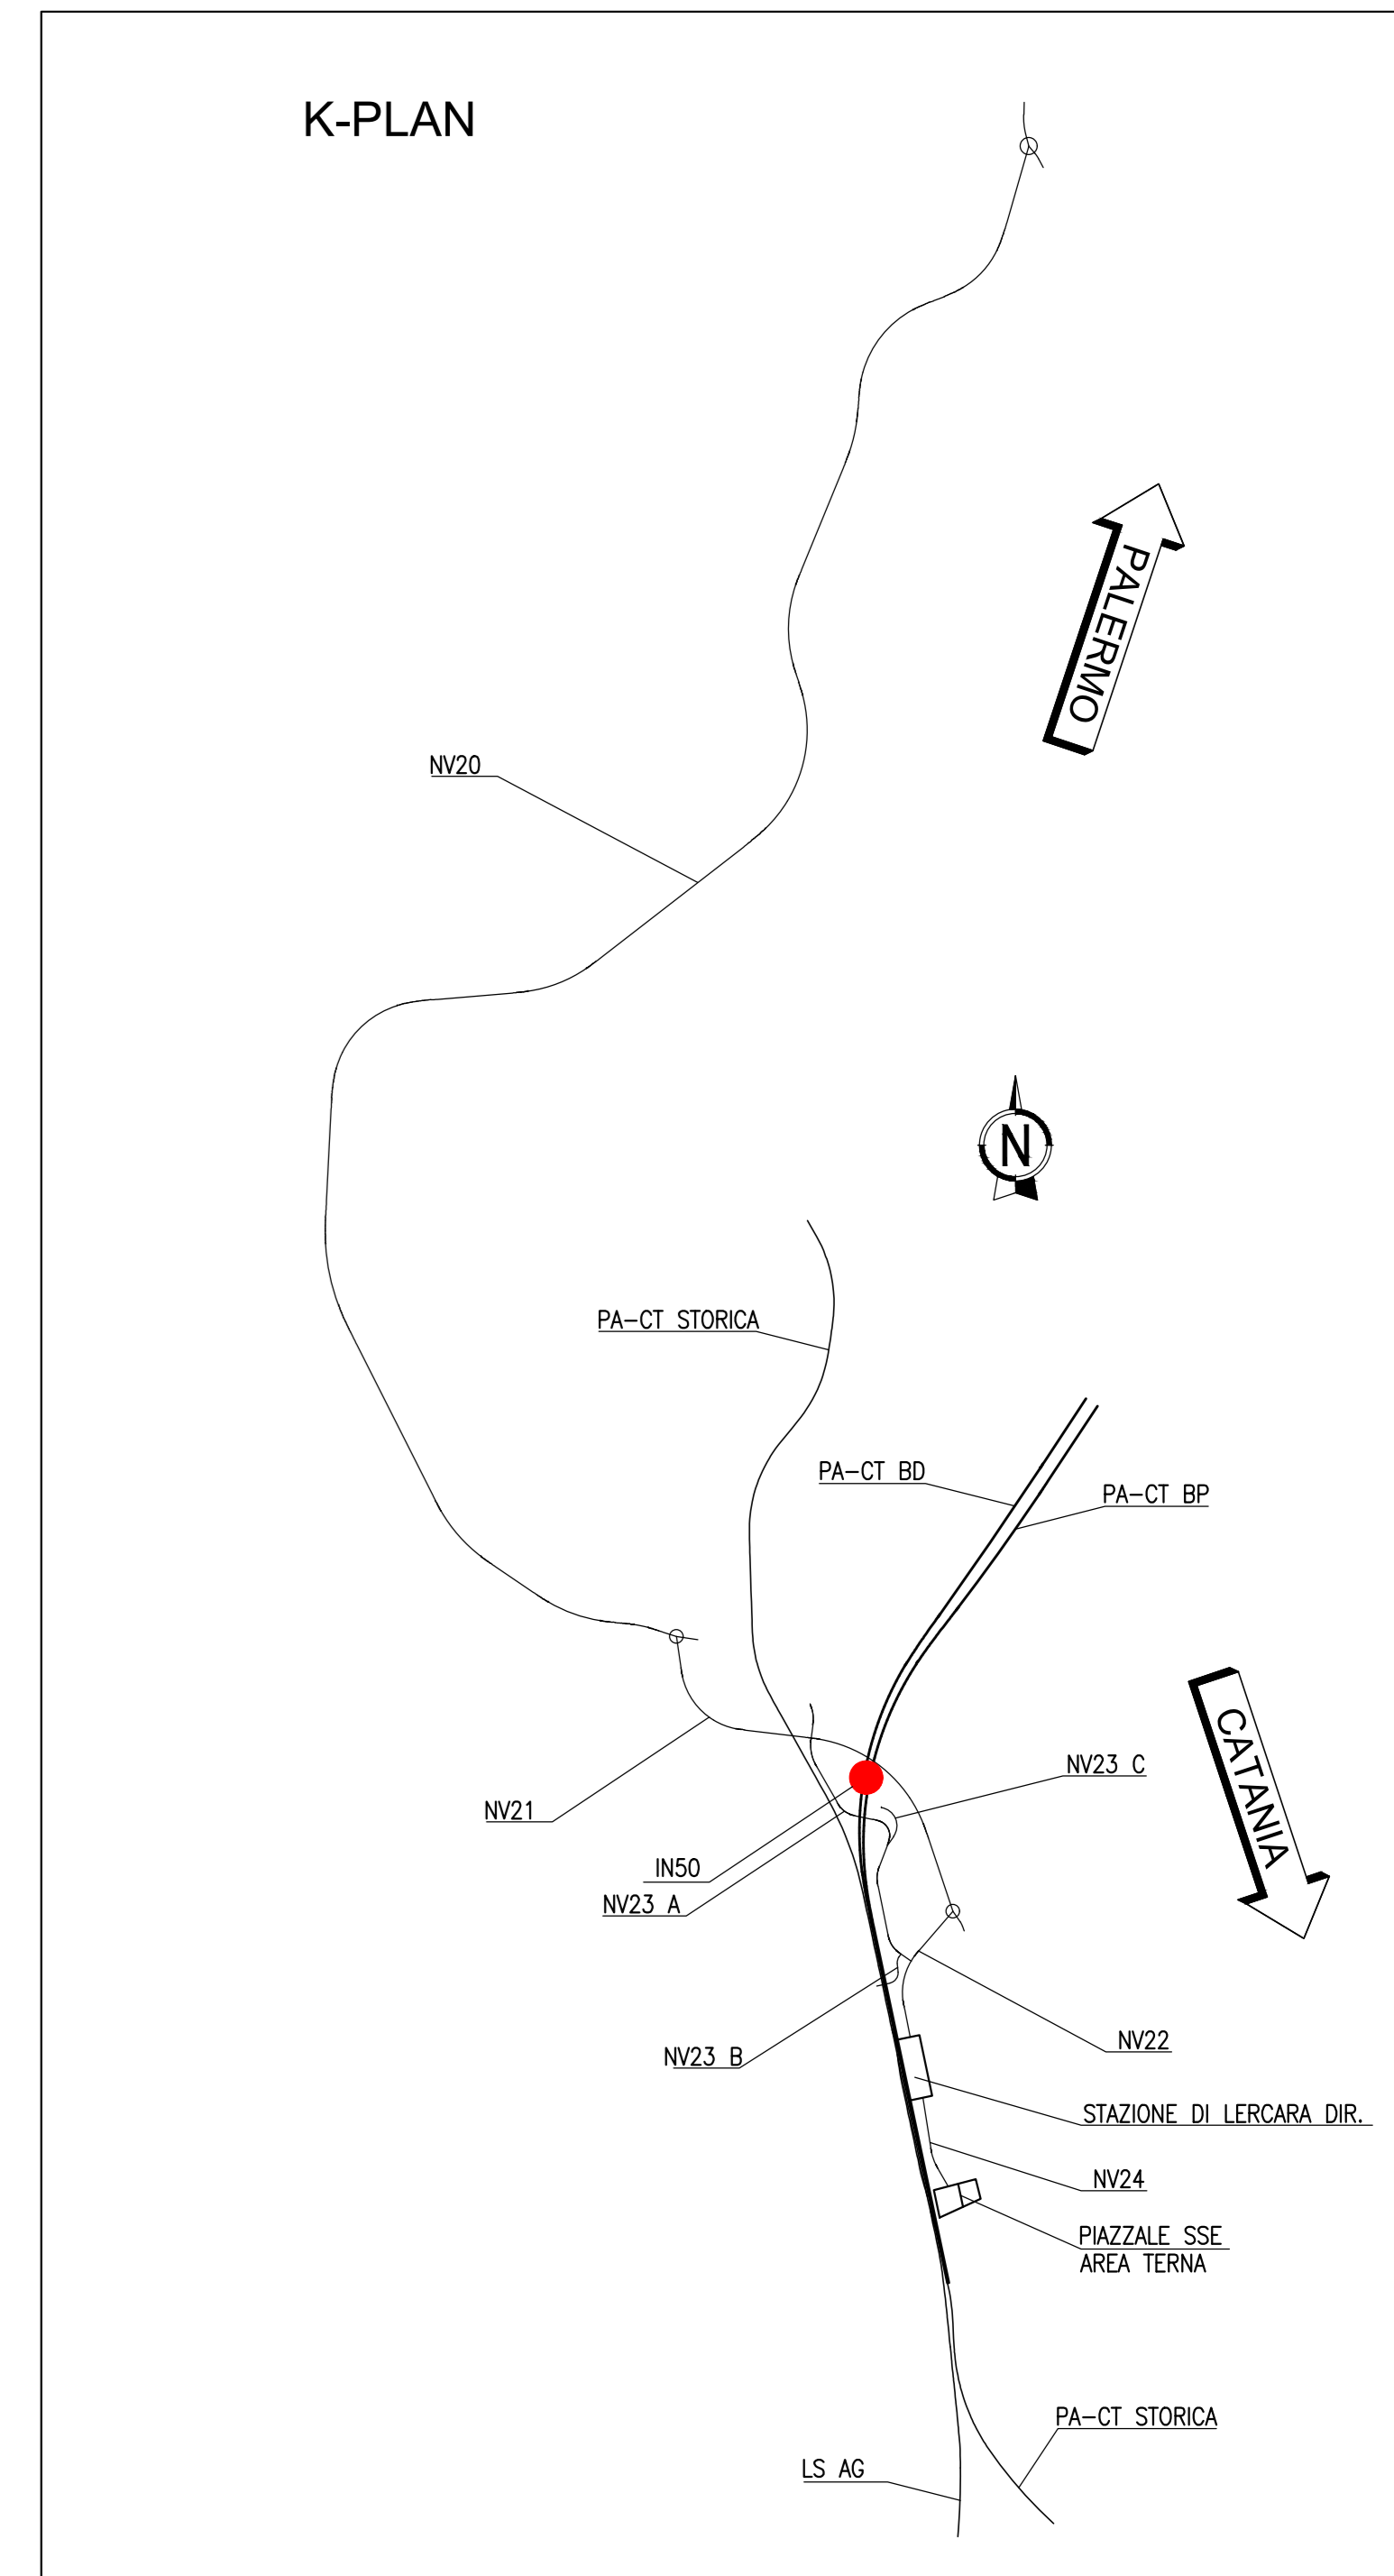 K-PLAN
PALERMO
NV20
N
PA-CT STORICA
PA-CT BD
PA-CT BP
CATANIA
NV23 C
NV21
IN50
NV23 A
NV22
NV23 B
STAZIONE DI LERCARA DIR.
NV24
PIAZZALE SSE
AREA TERNA
PA-CT STORICA
LS AG